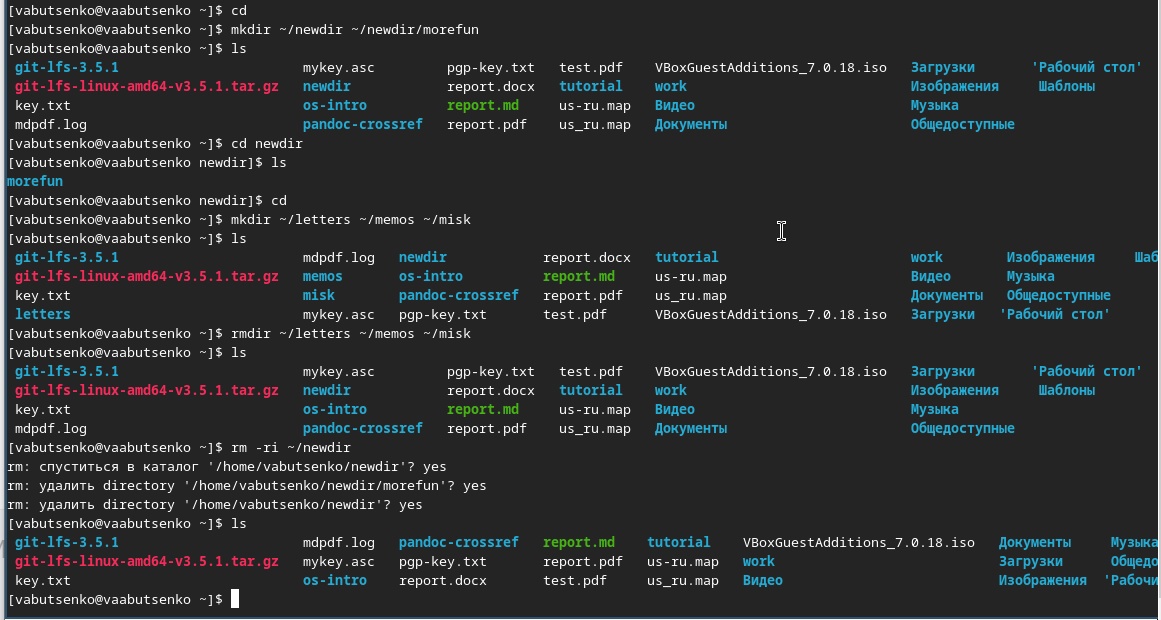 [vabutsenko@vaabutsenko ~]$ cd
[vabutsenko@vaabutsenko ~]$ mkdir ~/newdir ~/newdir/morefun
[vabutsenko@vaabutsenko ~]$ ls
git-lfs-3.5.1 mykey.asc pgp-key.txt test.pdf VBoxGuestAdditions_7.0.18.iso Загрузки 'Рабочий стол'
git-lfs-linux-amd64-v3.5.1.tar.gz newdir report.docx tutorial work Изображения Шаблоны
key.txt os-intro report.md us-ru.map Видео Музыка
mdpdf.log pandoc-crossref report.pdf us_ru.map Документы Общедоступные
[vabutsenko@vaabutsenko ~]$ cd newdir
[vabutsenko@vaabutsenko newdir]$ ls
morefun
[vabutsenko@vaabutsenko newdir]$ cd
[vabutsenko@vaabutsenko ~]$ mkdir ~/letters ~/memos ~/misk
[vabutsenko@vaabutsenko ~]$ ls
git-lfs-3.5.1 mdpdf.log newdir report.docx tutorial work Изображения Шаб
git-lfs-linux-amd64-v3.5.1.tar.gz memos os-intro report.md us-ru.map Видео Музыка
key.txt misk pandoc-crossref report.pdf us_ru.map Документы Общедоступные
letters mykey.asc pgp-key.txt test.pdf VBoxGuestAdditions_7.0.18.iso Загрузки 'Рабочий стол'
[vabutsenko@vaabutsenko ~]$ rmdir ~/letters ~/memos ~/misk
[vabutsenko@vaabutsenko ~]$ ls
git-lfs-3.5.1 mykey.asc pgp-key.txt test.pdf VBoxGuestAdditions_7.0.18.iso Загрузки 'Рабочий стол'
git-lfs-linux-amd64-v3.5.1.tar.gz newdir report.docx tutorial work Изображения Шаблоны
key.txt os-intro report.md us-ru.map Видео Музыка
mdpdf.log pandoc-crossref report.pdf us_ru.map Документы Общедоступные
[vabutsenko@vaabutsenko ~]$ rm -ri ~/newdir
rm: спуститься в каталог '/home/vabutsenko/newdir'? yes
rm: удалить directory '/home/vabutsenko/newdir/morefun'? yes
rm: удалить directory '/home/vabutsenko/newdir'? yes
[vabutsenko@vaabutsenko ~]$ ls
git-lfs-3.5.1 mdpdf.log pandoc-crossref report.md tutorial VBoxGuestAdditions_7.0.18.iso Документы Музыка
git-lfs-linux-amd64-v3.5.1.tar.gz mykey.asc pgp-key.txt report.pdf us-ru.map work Загрузки Общедо
key.txt os-intro report.docx test.pdf us_ru.map Видео Изображения 'Рабочи
[vabutsenko@vaabutsenko ~]$